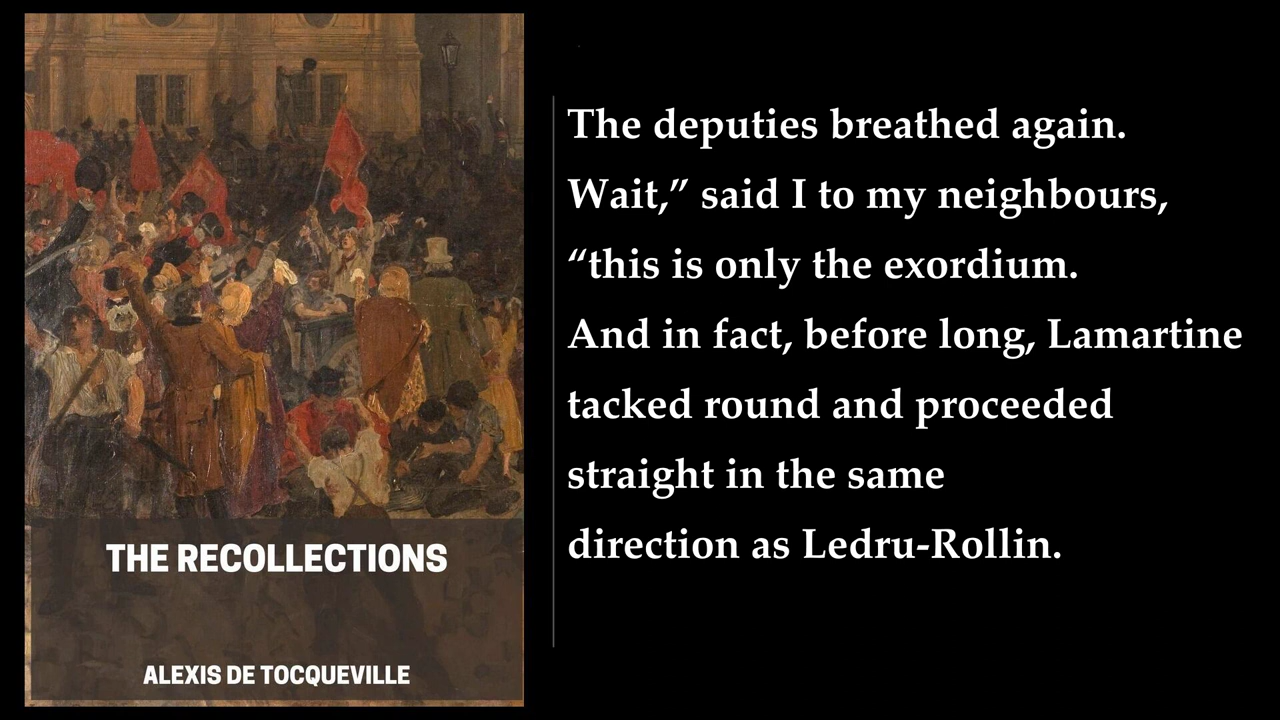 THE RECOLLECTIONS
ALEXIS DE TOCQUEVILLE
The deputies breathed again.
Wait,” said I to my neighbours,
“this is only the exordium.
And in fact, before long, Lamartine
tacked round and proceeded
straight in the same
direction as Ledru-Rollin.